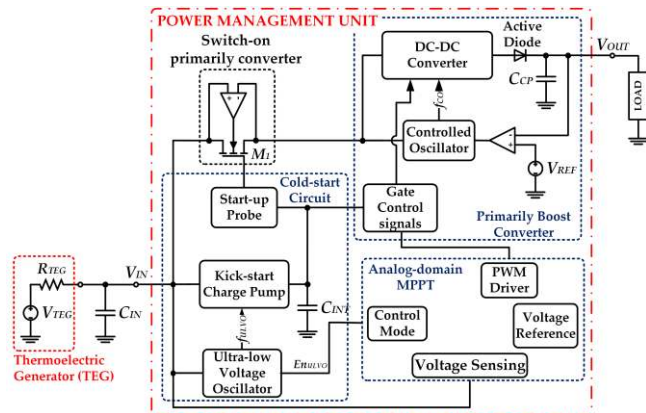 POWER MANAGEMENT UNIT
Switch-on
primarily converter
+ -
M1
DC-DC
Converter
Active
Diode
VOUT
CCP
LOAD
fCO
Controlled
Oscillator
-
+
VREF
Cold-start
Circuit
Start-up
Probe
Gate
Control
signals
Primarily Boost
Converter
RTEG
VIN
VTEG
CIN
Thermoelectric
Generator (TEG)
Kick-start
Charge Pump
CINT
fULVO
Ultra-low
Voltage
Oscillator
EnULVO
Analog-domain
MPPT
PWM
Driver
Control
Mode
Voltage
Reference
Voltage Sensing